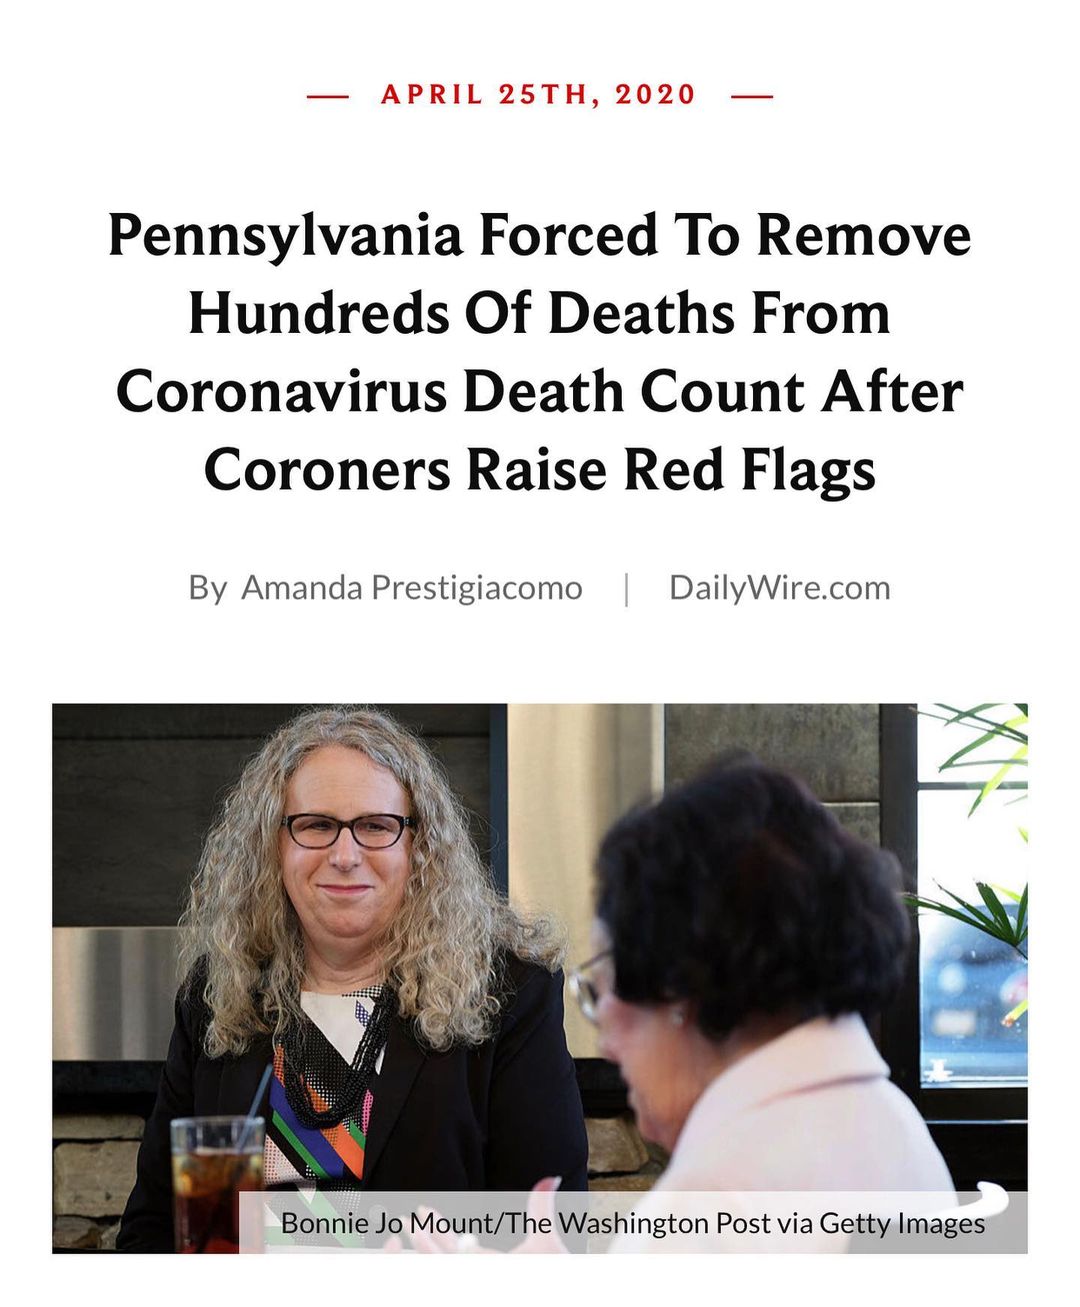 APRIL 25TH, 2020
Pennsylvania Forced To Remove
Hundreds Of Deaths From
Coronavirus Death Count After
Coroners Raise Red Flags
By Amanda Prestigiacomo | DailyWire.com
Bonnie Jo Mount/The Washington Post via Getty Images